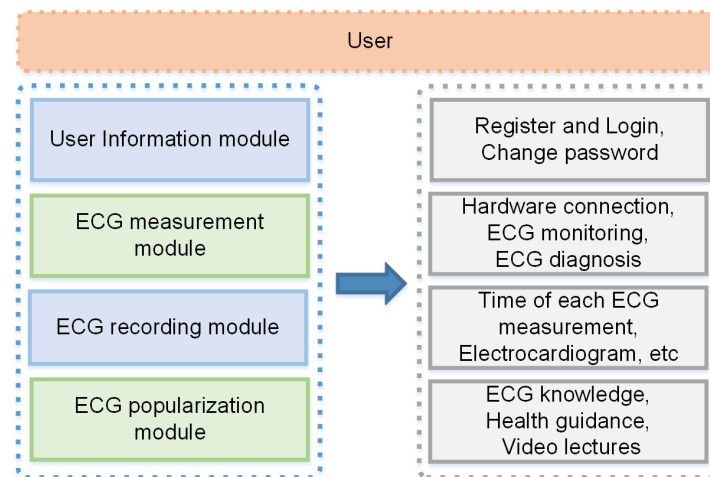 User
User Information module
ECG measurement
module
ECG recording module
ECG popularization
module
Register and Login,
Change password
Hardware connection,
ECG monitoring,
ECG diagnosis
Time of each ECG
measurement,
Electrocardiogram, etc
ECG knowledge,
Health guidance,
Video lectures